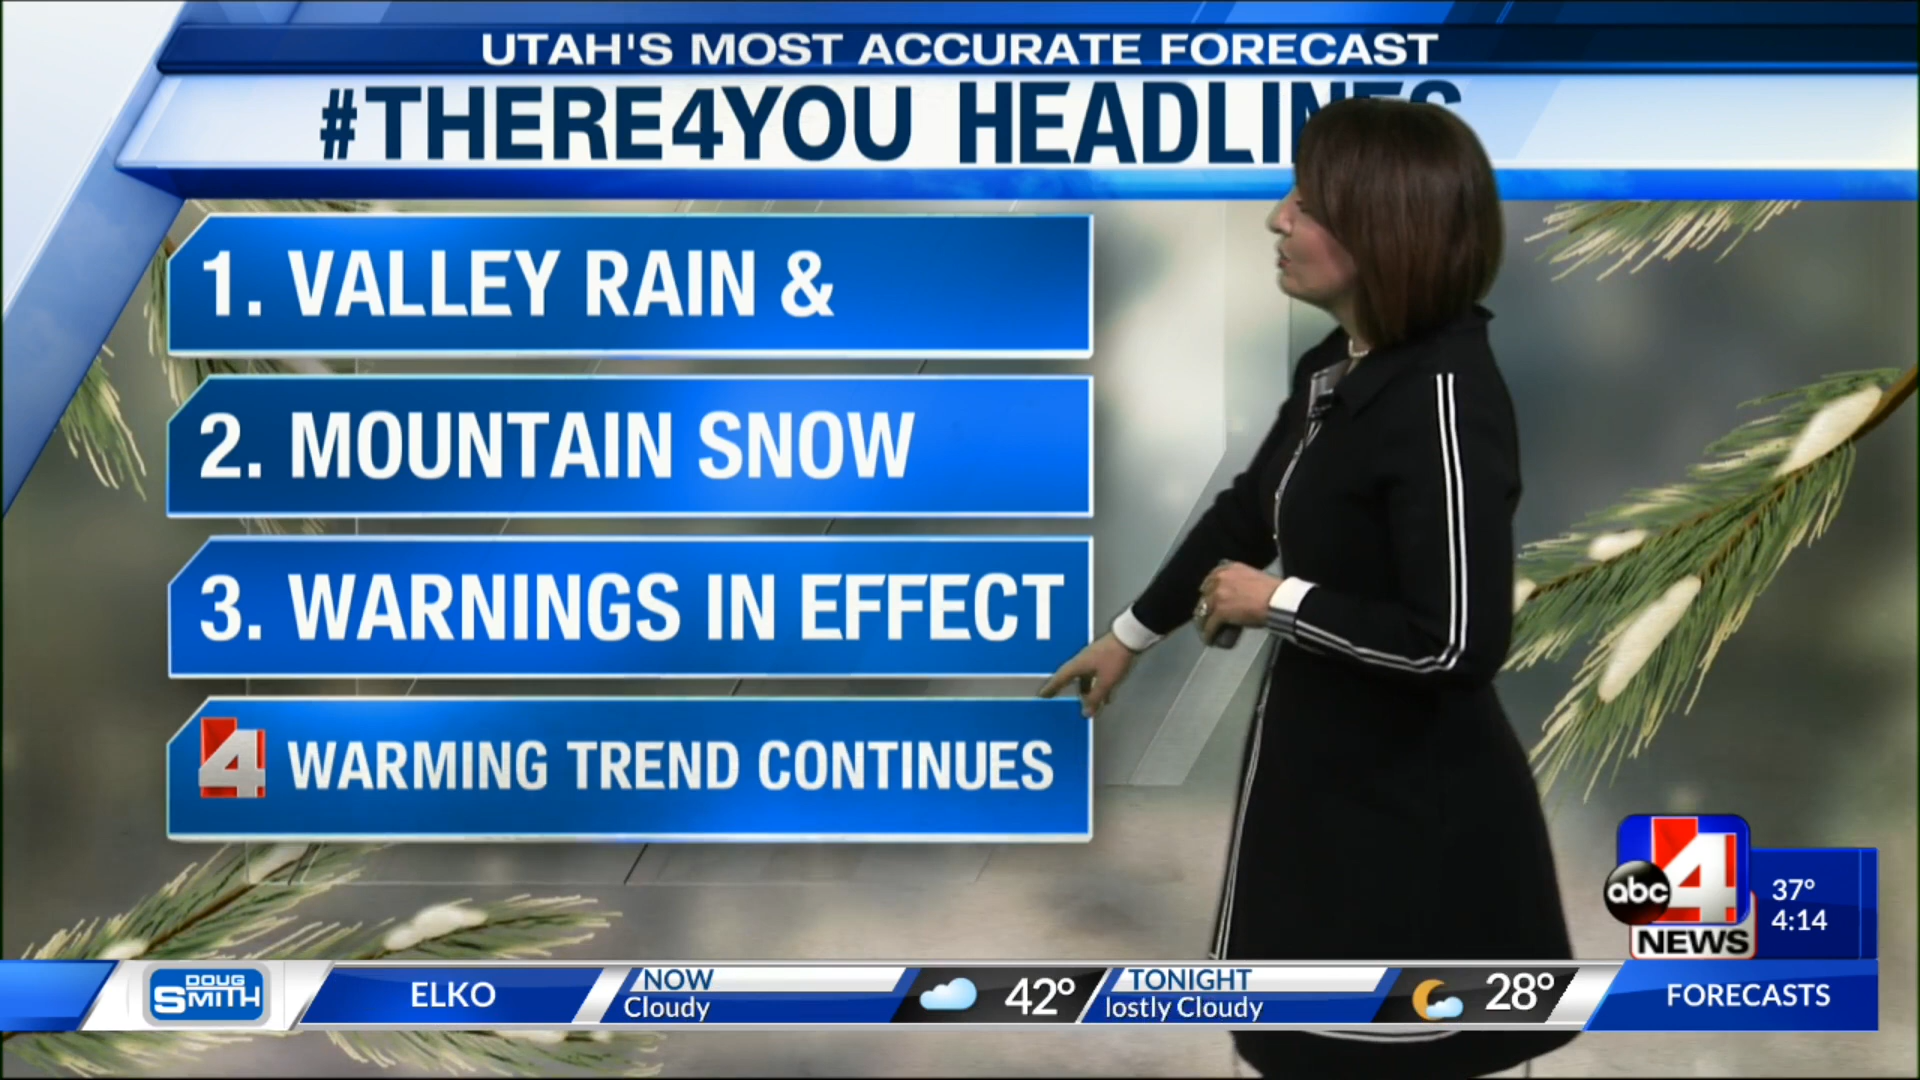 UTAH'S MOST ACCURATE FORECAST
#THERE4YOU HEADLINES
1. VALLEY RAIN &
2. MOUNTAIN SNOW
3. WARNINGS IN EFFECT
4 WARMING TREND CONTINUES
abc 4
NEWS
37°
4:14
DOUG
SMITH
ELKO
NOW
Cloudy
42°
TONIGHT
lostly Cloudy
28°
FORECASTS